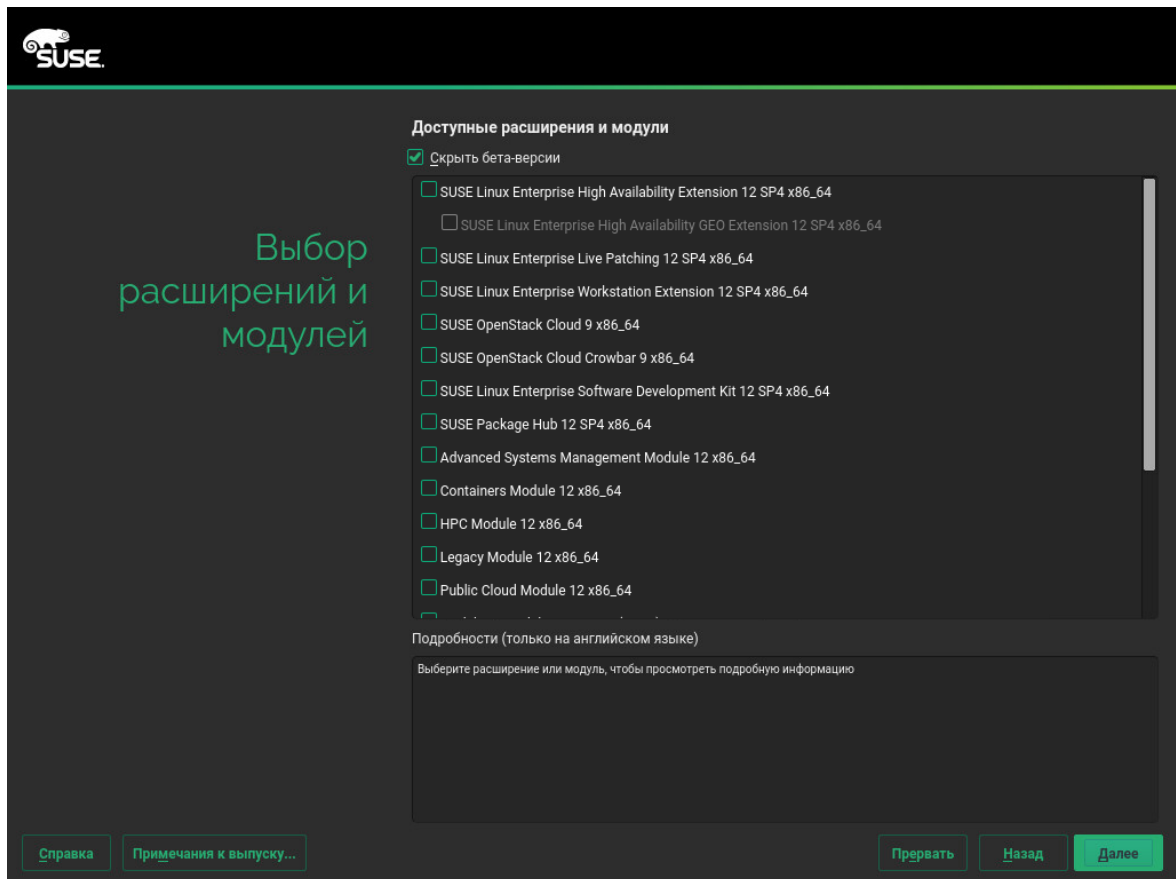 SUSE.
Доступные расширения и модули
Скрыть бета-версии
Выбор
расширений и
модулей
SUSE Linux Enterprise High Availability Extension 12 SP4 x86_64
SUSE Linux Enterprise High Availability GEO Extension 12 SP4 x86_64
SUSE Linux Enterprise Live Patching 12 SP4 x86_64
SUSE Linux Enterprise Workstation Extension 12 SP4 x86_64
SUSE OpenStack Cloud 9 x86_64
SUSE OpenStack Cloud Crowbar 9 x86_64
SUSE Linux Enterprise Software Development Kit 12 SP4 x86_64
SUSE Package Hub 12 SP4 x86_64
Advanced Systems Management Module 12 x86_64
Containers Module 12 x86_64
HPC Module 12 x86_64
Legacy Module 12 x86_64
Public Cloud Module 12 x86_64
Подробности (только на английском языке)
Выберите расширение или модуль, чтобы просмотреть подробную информацию
Справка
Примечания к выпуску...
Прервать
Назад
Далее